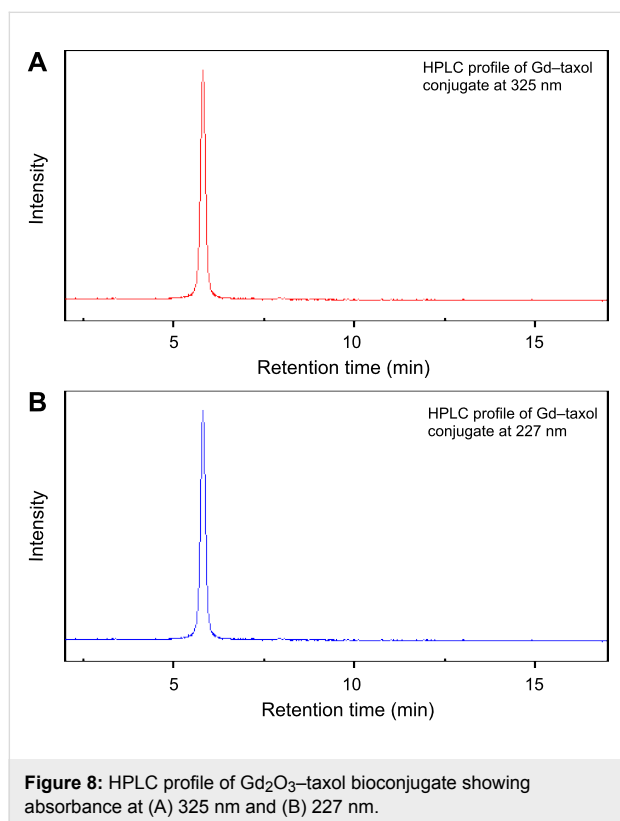 A
HPLC profile of Gd–taxol
conjugate at 325 nm
Intensity
5 10 15
Retention time (min)
B
HPLC profile of Gd–taxol
conjugate at 227 nm
Intensity
5 10 15
Retention time (min)
Figure 8: HPLC profile of Gd₂O₃–taxol bioconjugate showing
absorbance at (A) 325 nm and (B) 227 nm.